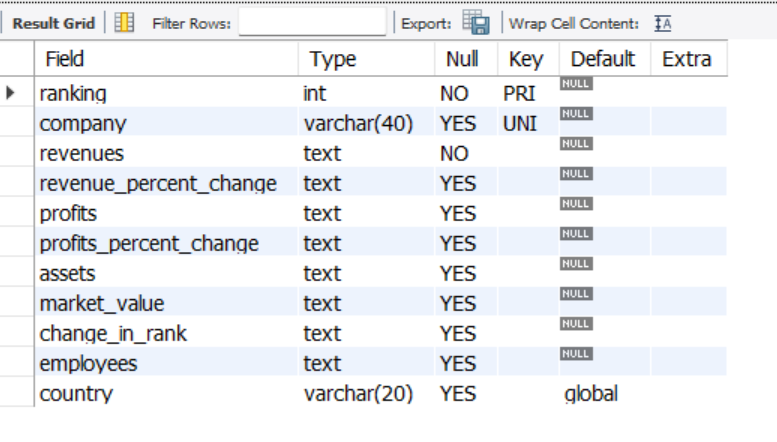 Result Grid Filter Rows: Export: Wrap Cell Content: IA
Field Type Null Key Default Extra
ranking int NO PRI NULL
company varchar(40) YES UNI NULL
revenues text NO NULL
revenue_percent_change text YES NULL
profits text YES NULL
profits_percent_change text YES NULL
assets text YES NULL
market_value text YES NULL
change_in_rank text YES NULL
employees text YES NULL
country varchar(20) YES global